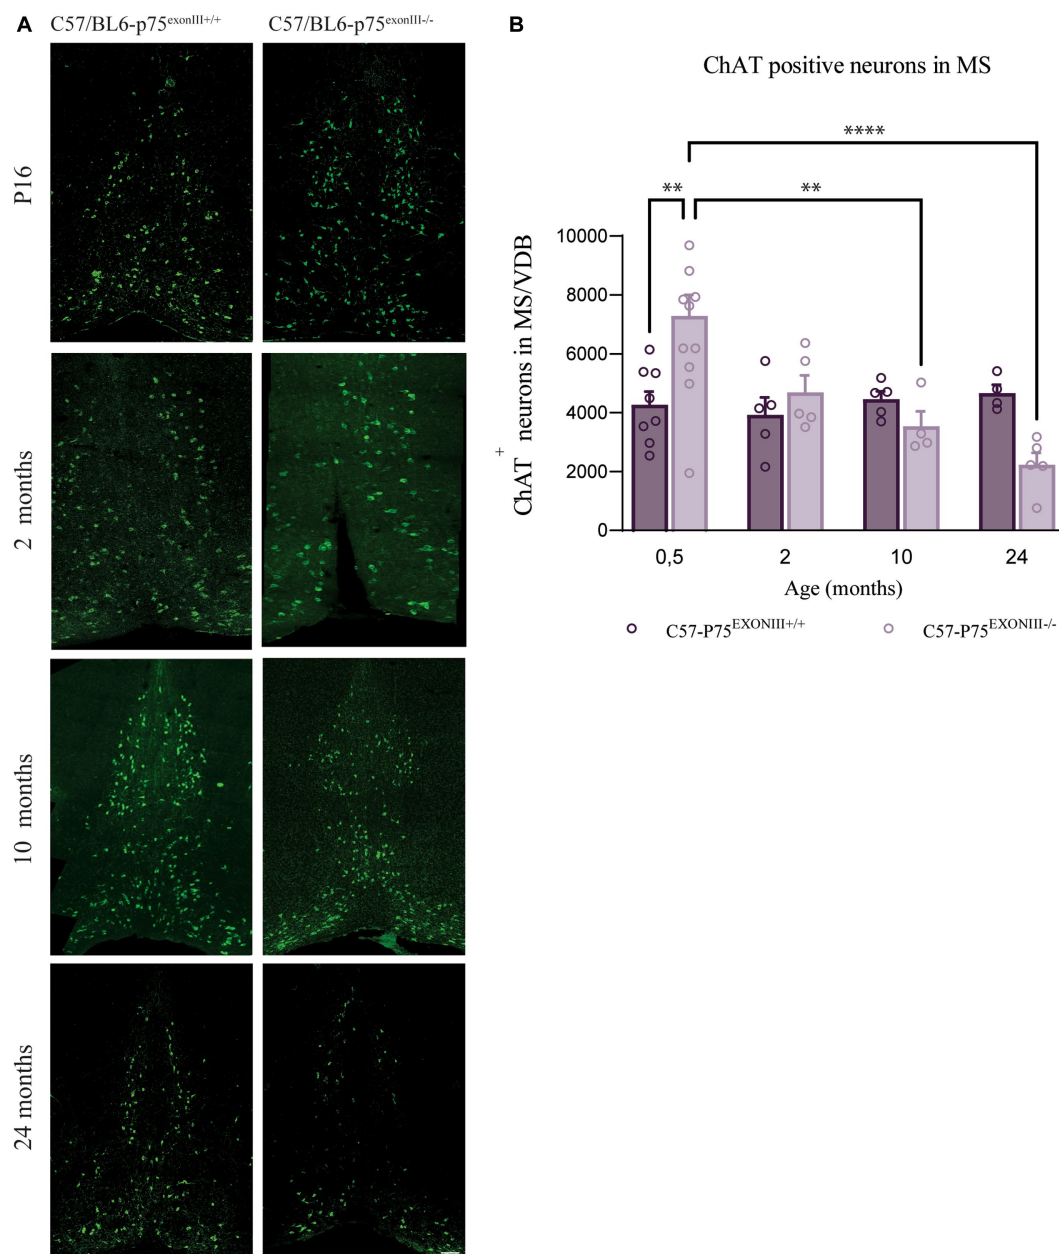 A
C57/BL6-p75exonIII+/+
C57/BL6-p75exonIII-/-
P16
2 months
10 months
24 months
B
ChAT positive neurons in MS
****
**
**
ChAT+ neurons in MS/VDB
10000
8000
6000
4000
2000
0
0,5
2
10
24
Age (months)
C57-P75EXONIII+/+
C57-P75EXONIII-/-